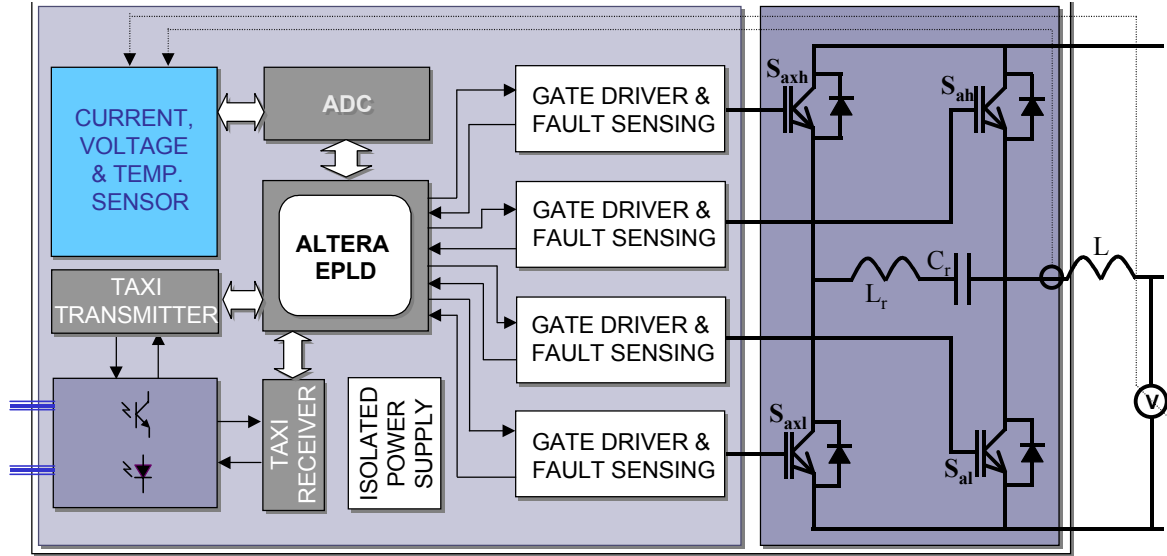 CURRENT,
VOLTAGE
& TEMP.
SENSOR
ADC
ALTERA
EPLD
TAXI
TRANSMITTER
TAXI
RECEIVER
ISOLATED
POWER
SUPPLY
GATE DRIVER &
FAULT SENSING
GATE DRIVER &
FAULT SENSING
GATE DRIVER &
FAULT SENSING
GATE DRIVER &
FAULT SENSING
Saxh
Sah
Lr
Cr
L
V
Saxl
Sal